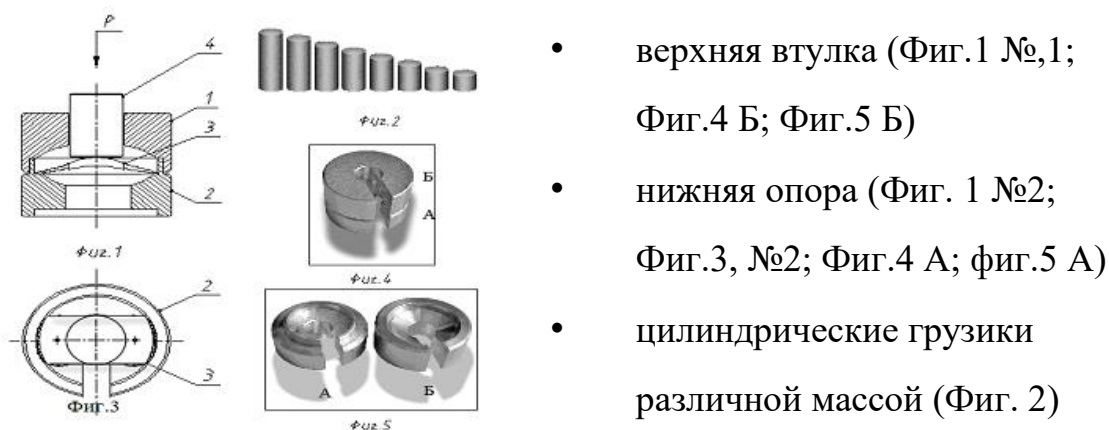 P
4
1
3
2
Фиг.1
2
3
Фиг.3
Фиг.2
Б
А
Фиг.4
А
Б
Фиг.5
• верхняя втулка (Фиг.1 №,1;
Фиг.4 Б; Фиг.5 Б)
• нижняя опора (Фиг. 1 №2;
Фиг.3, №2; Фиг.4 А; фиг.5 А)
• цилиндрические грузики
различной массой (Фиг. 2)